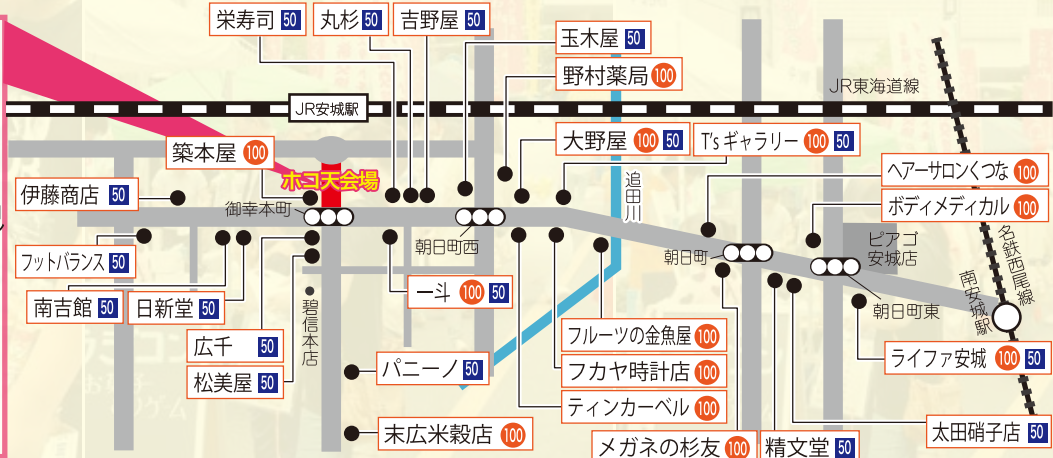 栄寿司 50
丸杉 50
吉野屋 50
玉木屋 50
野村薬局 100
JR東海道線
JR安城駅
築本屋 100
大野屋 100 50
T'sギャラリー 100 50
ホコ天会場
追田川
ヘアーサロンくつな 100
伊藤商店 50
御幸本町
ボディメディカル 100
朝日町西
朝日町
ピアゴ
安城店
名鉄西尾線
フットバランス 50
南安城駅
南吉館 50
日新堂 50
一斗 100 50
碧信本店
朝日町東
広千 50
フルーツの金魚屋 100
松美屋 50
パニーノ 50
フカヤ時計店 100
ライファ安城 100 50
ティンカーベル 100
末広米穀店 100
メガネの杉友 100
精文堂 50
太田硝子店 50